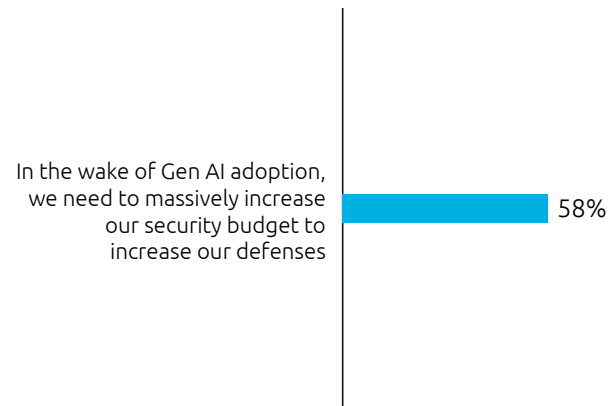 In the wake of Gen AI adoption,
we need to massively increase
our security budget to
increase our defenses
58%